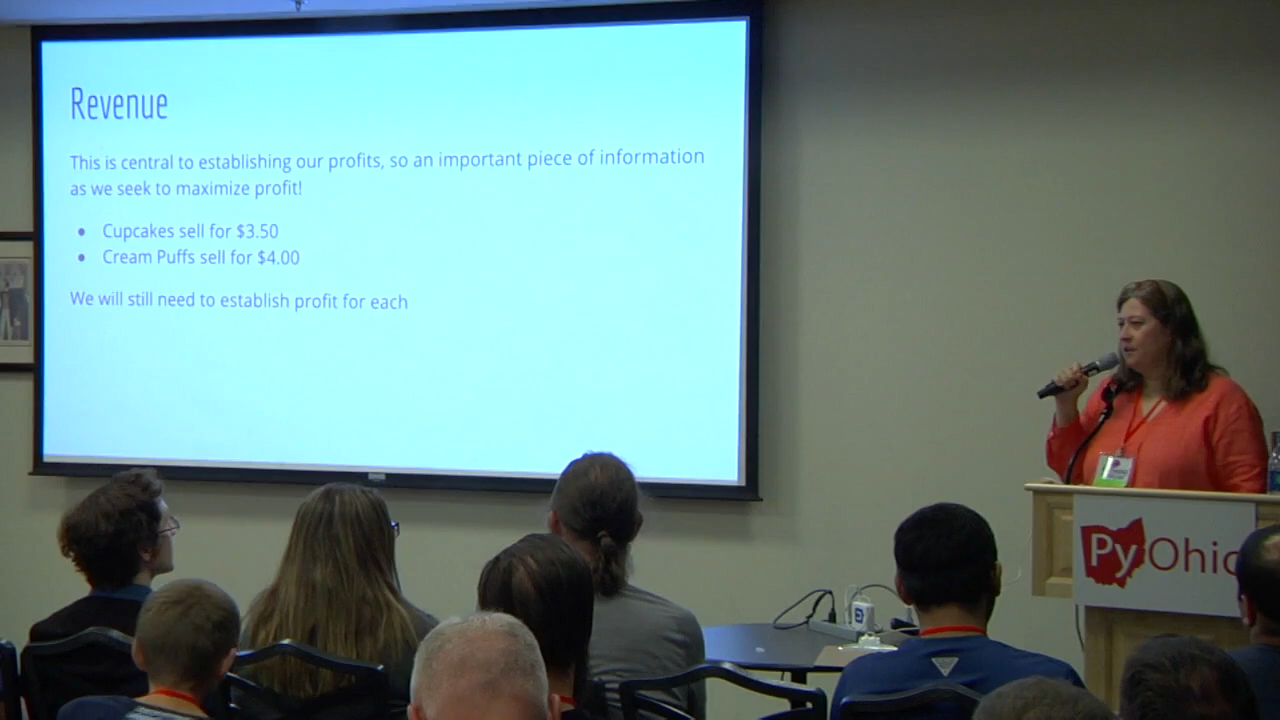 Revenue
This is central to establishing our profits, so an important piece of information
as we seek to maximize profit!
• Cupcakes sell for $3.50
• Cream Puffs sell for $4.00
We will still need to establish profit for each
PyOhio